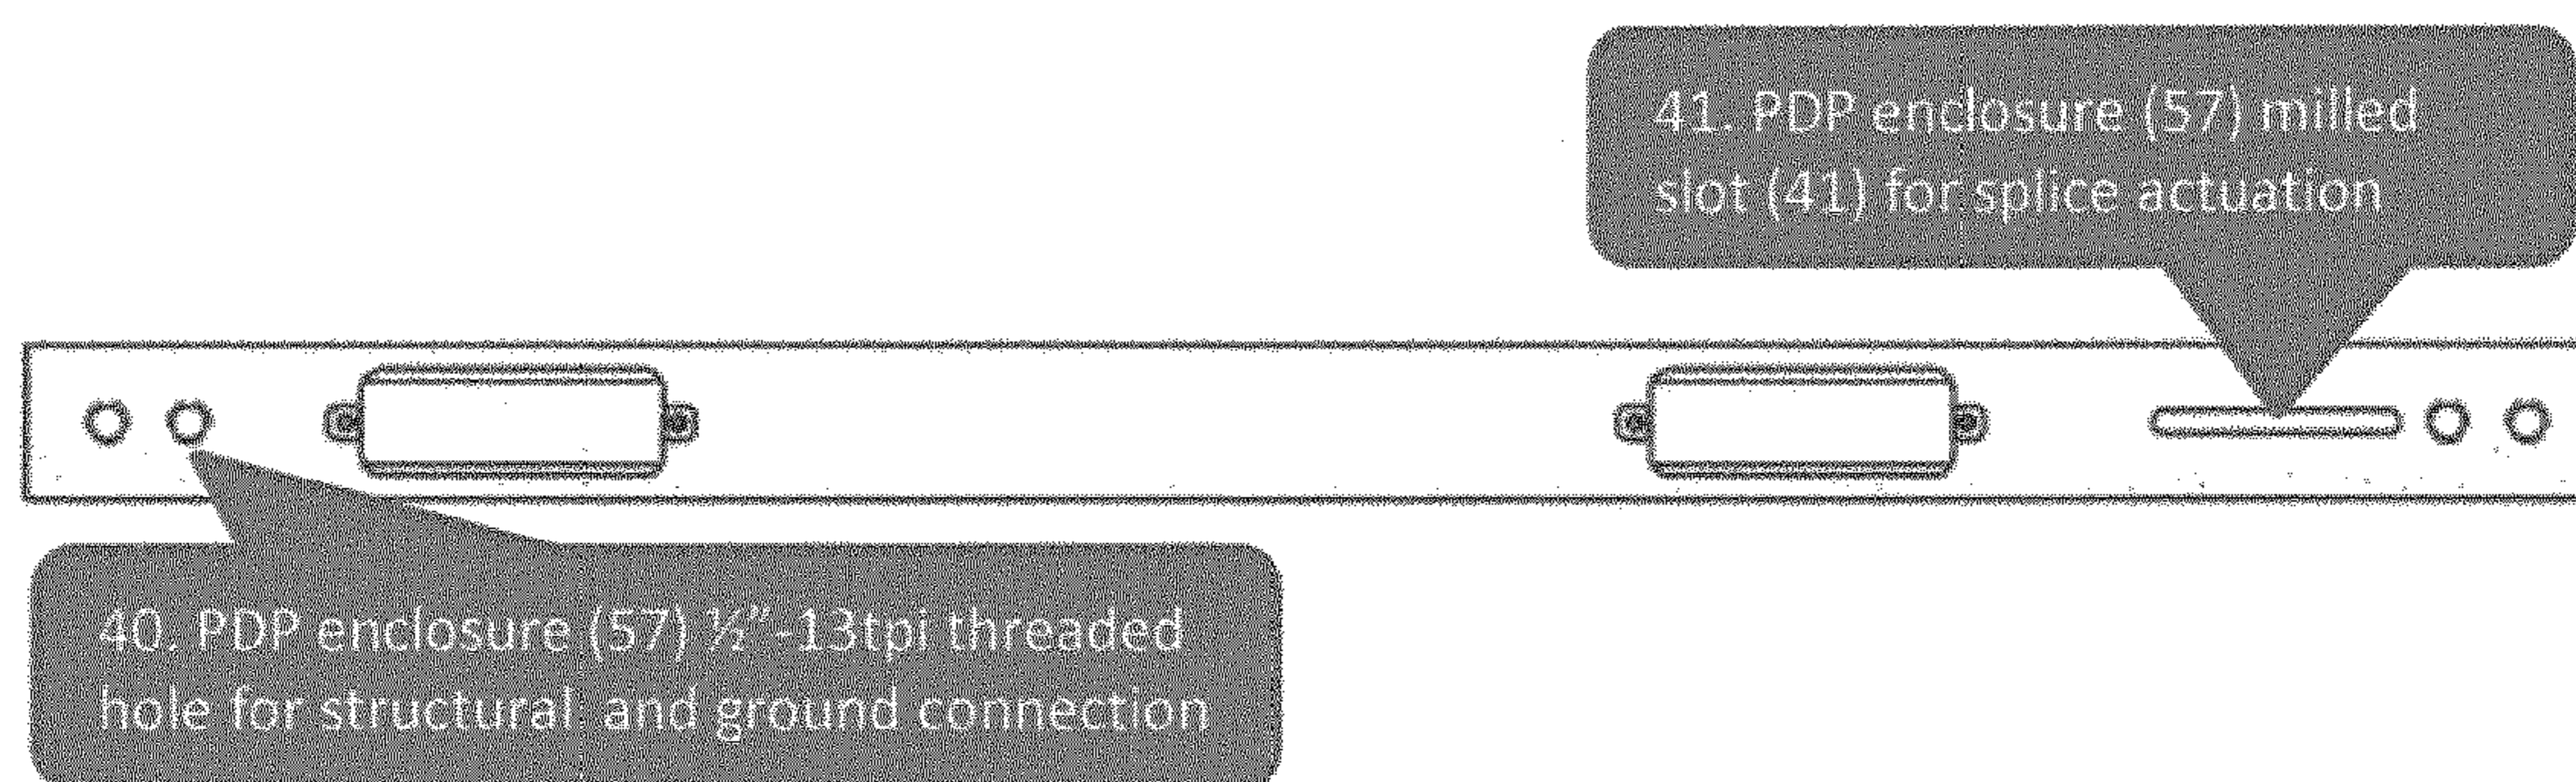 41. PDP enclosure (57) milled
slot (41) for splice actuation
40. PDP enclosure (57) ½"-13tpi threaded
hole for structural and ground connection